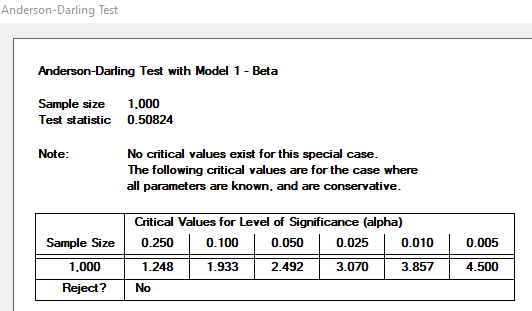 Anderson-Darling Test
Anderson-Darling Test with Model 1 - Beta
Sample size 1,000
Test statistic 0.50824
Note: No critical values exist for this special case.
The following critical values are for the case where
all parameters are known, and are conservative.
Critical Values for Level of Significance (alpha)
Sample Size 0.250 0.100 0.050 0.025 0.010 0.005
1,000 1.248 1.933 2.492 3.070 3.857 4.500
Reject? No